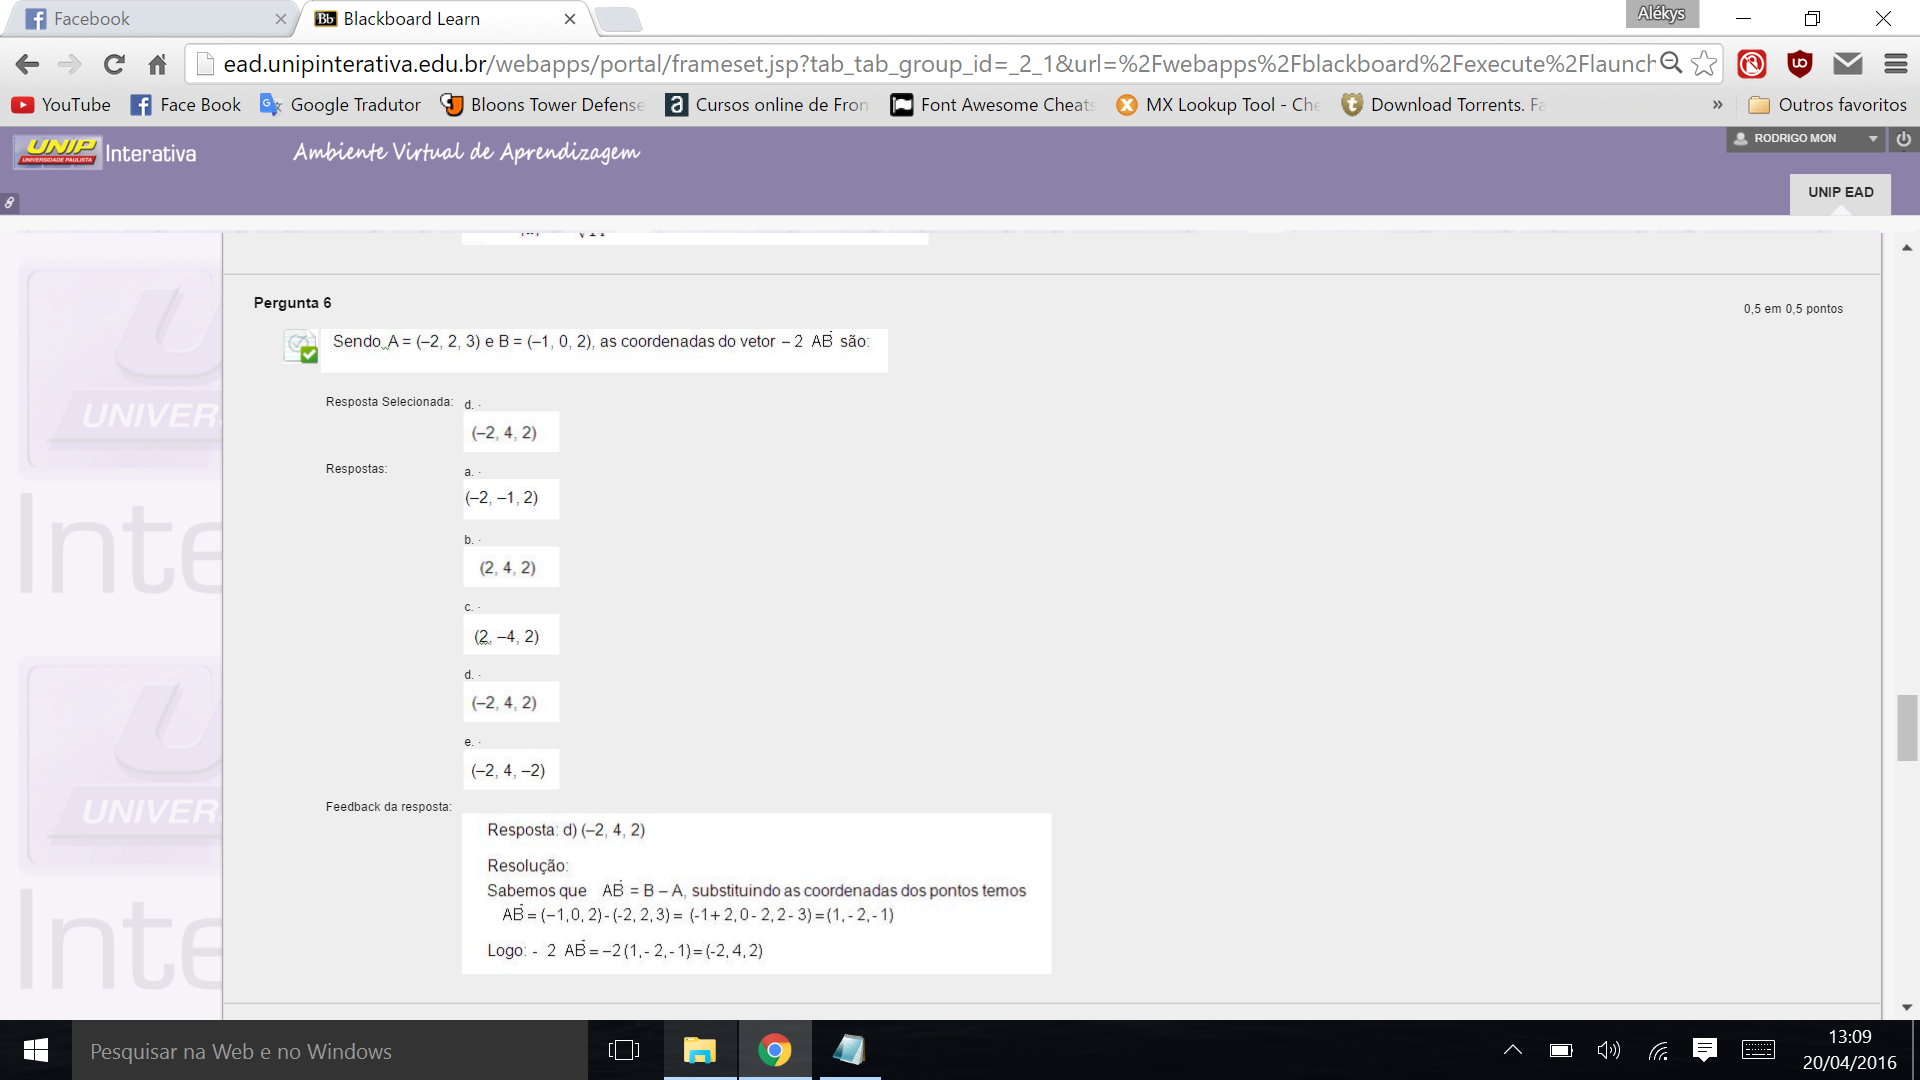 Facebook
Blackboard Learn
Alékys
ead.unipinterativa.edu.br/webapps/portal/frameset.jsp?tab_tab_group_id=_2_1&url=%2Fwebapps%2Fblackboard%2Fexecute%2Flaunch
YouTube Face Book Google Tradutor Bloons Tower Defense Cursos online de Fron Font Awesome Cheats MX Lookup Tool - Che Download Torrents. Fa » Outros favoritos
UNIP Interativa Ambiente Virtual de Aprendizagem RODRIGO MON
UNIVERSIDADE PAULISTA
UNIP EAD
Pergunta 6
0,5 em 0,5 pontos
Sendo A = (–2, 2, 3) e B = (–1, 0, 2), as coordenadas do vetor – 2 AB são:
Resposta Selecionada: d. ·
(–2, 4, 2)
Respostas: a. ·
(–2, –1, 2)
b. ·
(2, 4, 2)
c. ·
(2, –4, 2)
d. ·
(–2, 4, 2)
e. ·
(–2, 4, –2)
Feedback da resposta:
Resposta: d) (–2, 4, 2)
Resolução:
Sabemos que AB = B – A, substituindo as coordenadas dos pontos temos
AB = (−1,0, 2) - (-2, 2, 3) = (-1+ 2, 0 - 2, 2 - 3) = (1, - 2, - 1)
Logo: - 2 AB = −2 (1, - 2, - 1) = (-2, 4, 2)
UNIVERS
Inte
UNIVERS
Inte
Pesquisar na Web e no Windows
13:09
20/04/2016